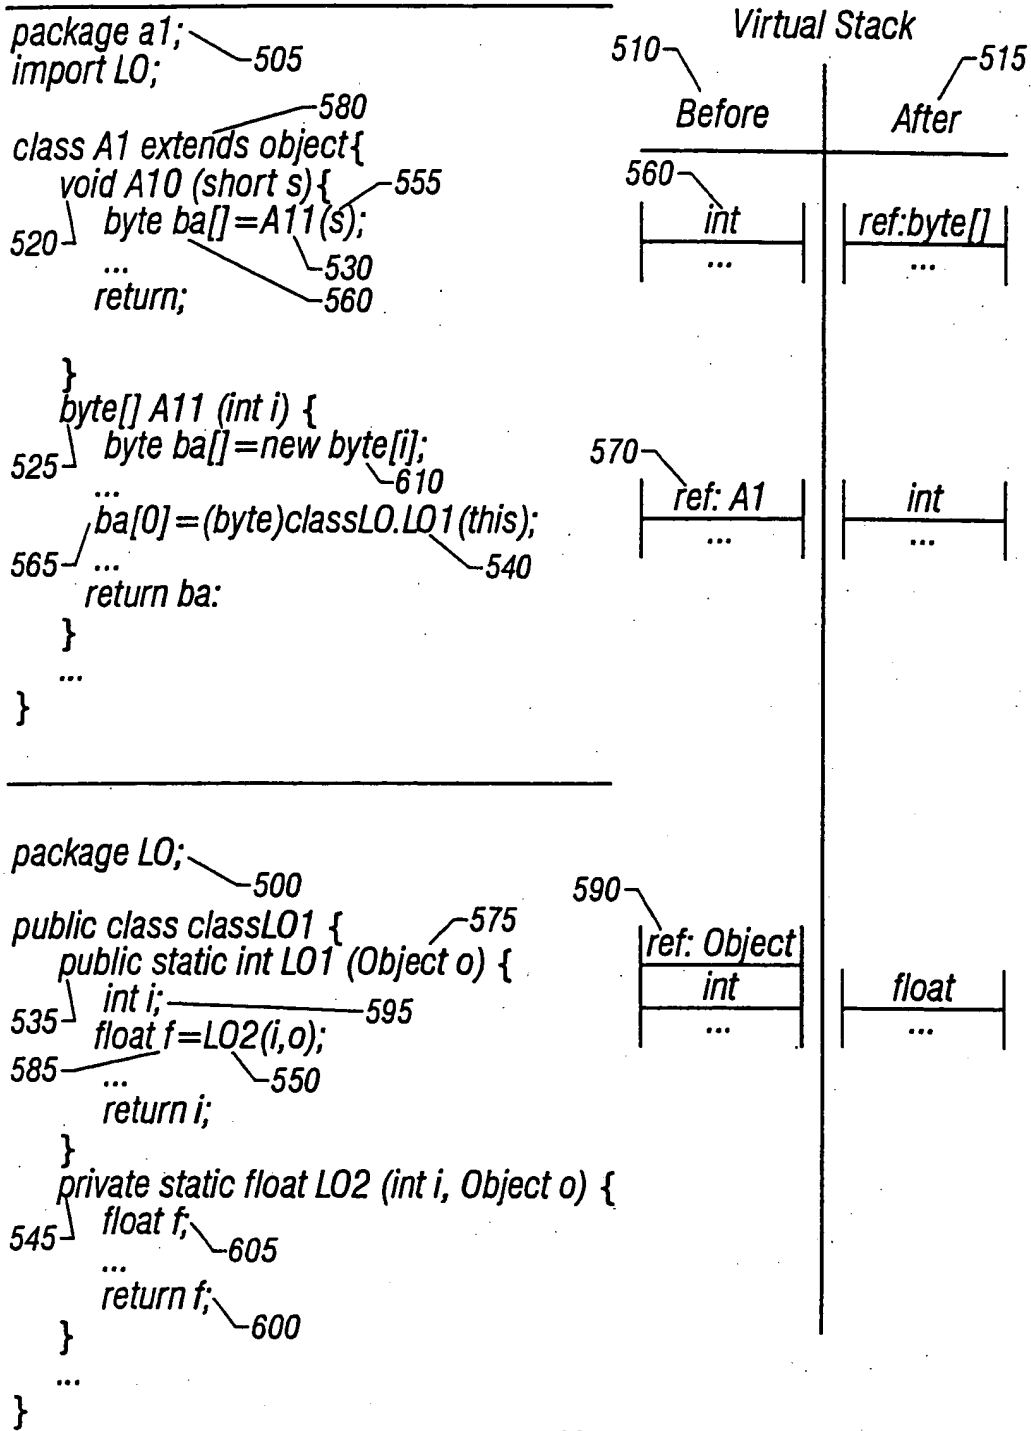 package a1;
505
import LO;
580
class A1 extends object{
void A10 (short s){
555
520
byte ba[]=A11(s);
...
530
return;
560
}
byte[] A11 (int i) {
525
byte ba[]=new byte[i];
...
610
ba[0]=(byte)classLO.LO1(this);
565
...
540
return ba:
}
...
}
package LO;
500
public class classLO1 {
575
public static int LO1 (Object o) {
535
int i;
595
float f=LO2(i,o);
585
...
550
return i;
}
private static float LO2 (int i, Object o) {
545
float f;
605
...
return f;
600
}
...
}
Virtual Stack
510
515
Before
After
560
int
ref:byte[]
...
...
570
ref: A1
int
...
...
590
ref: Object
int
float
...
...